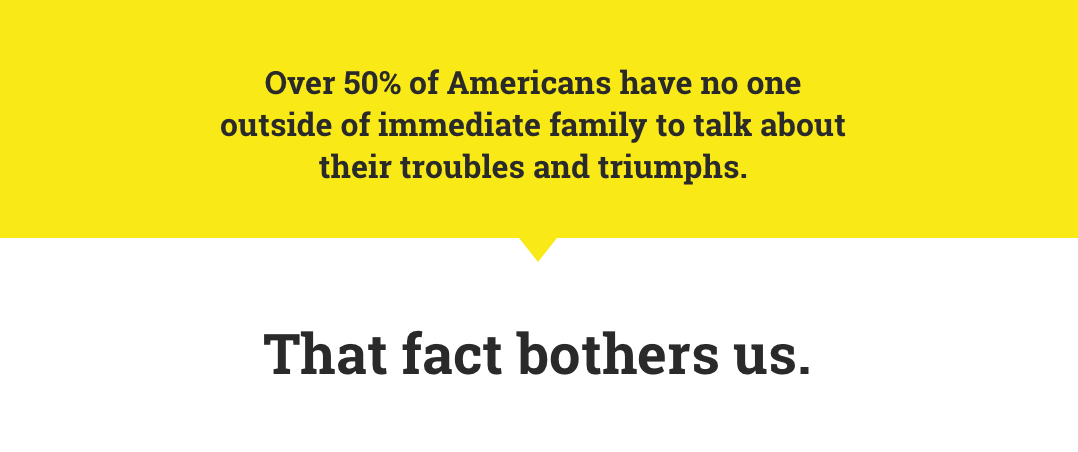 Over 50% of Americans have no one
outside of immediate family to talk about
their troubles and triumphs.
That fact bothers us.